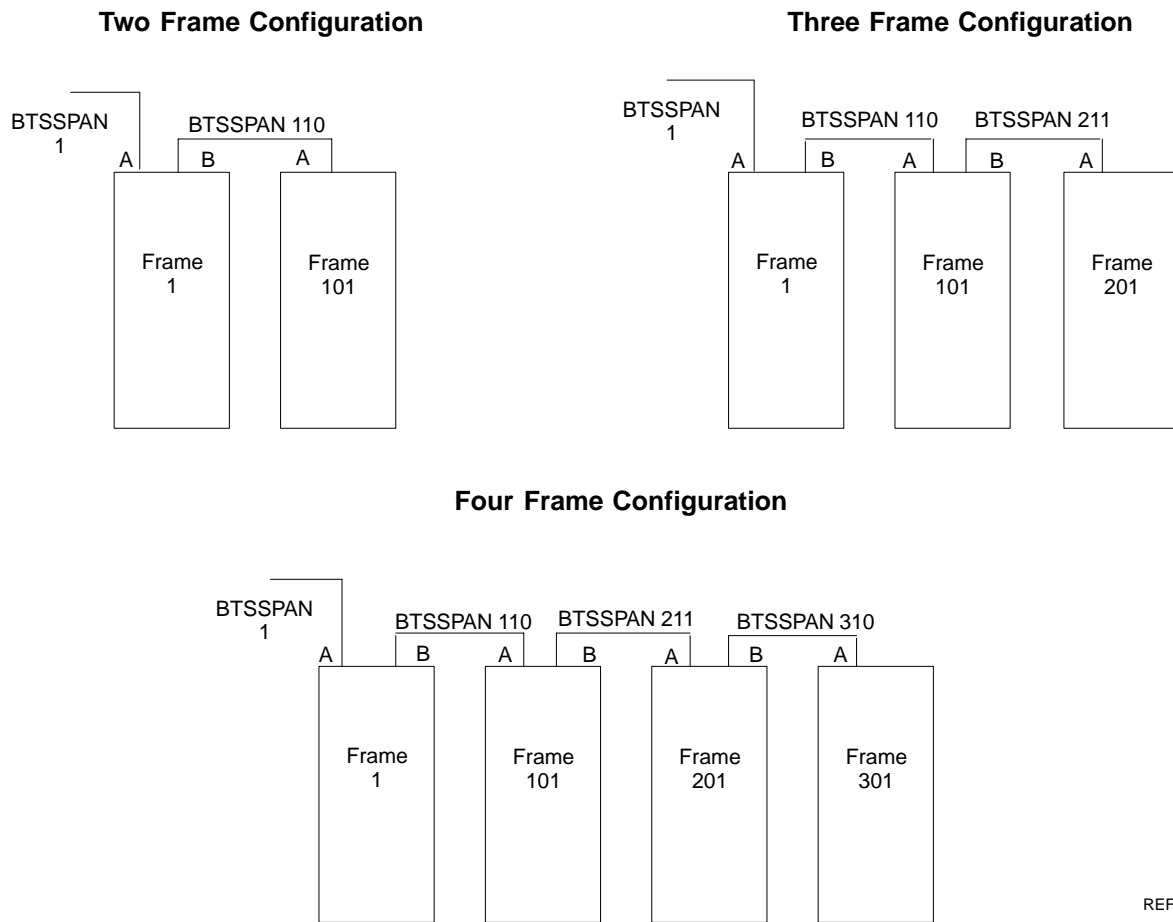 Two Frame Configuration
Three Frame Configuration
BTSSPAN
1
BTSSPAN 110
A
B
A
Frame
1
Frame
101
BTSSPAN
1
BTSSPAN 110
BTSSPAN 211
A
B
A
B
A
Frame
1
Frame
101
Frame
201
Four Frame Configuration
BTSSPAN
1
BTSSPAN 110
BTSSPAN 211
BTSSPAN 310
A
B
A
B
A
B
A
Frame
1
Frame
101
Frame
201
Frame
301
REF